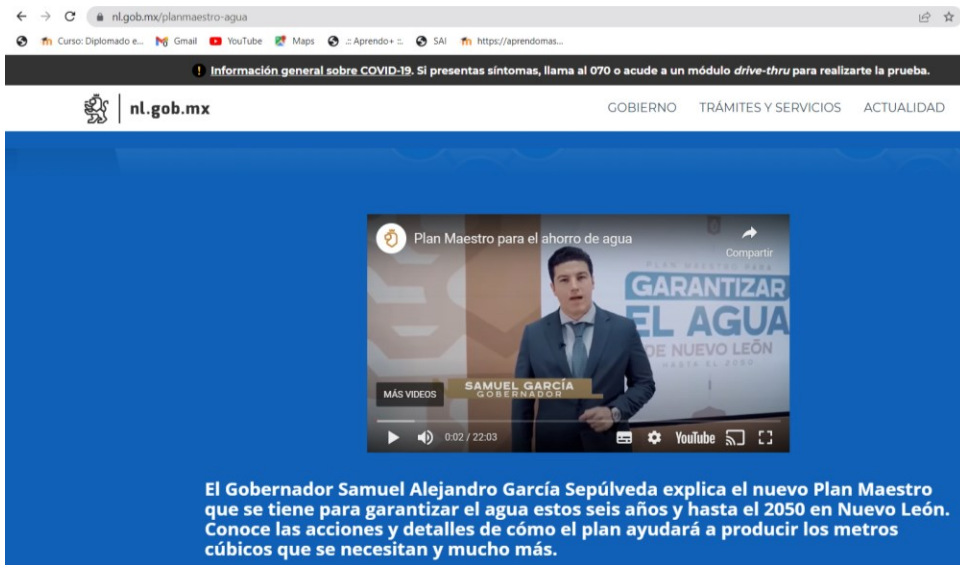 nl.gob.mx/planmaestro-agua
Curso: Diplomado e... Gmail YouTube Maps .:: Aprendo+ ::. SAI https://aprendomas...
Información general sobre COVID-19. Si presentas síntomas, llama al 070 o acude a un módulo drive-thru para realizarte la prueba.
nl.gob.mx GOBIERNO TRÁMITES Y SERVICIOS ACTUALIDAD
Plan Maestro para el ahorro de agua
Compartir
PLAN MAESTRO PARA
GARANTIZAR
EL AGUA
DE NUEVO LEÓN
HASTA EL 2050
SAMUEL GARCÍA
GOBERNADOR
MÁS VIDEOS
0:02 / 22:03 YouTube
El Gobernador Samuel Alejandro García Sepúlveda explica el nuevo Plan Maestro
que se tiene para garantizar el agua estos seis años y hasta el 2050 en Nuevo León.
Conoce las acciones y detalles de cómo el plan ayudará a producir los metros
cúbicos que se necesitan y mucho más.